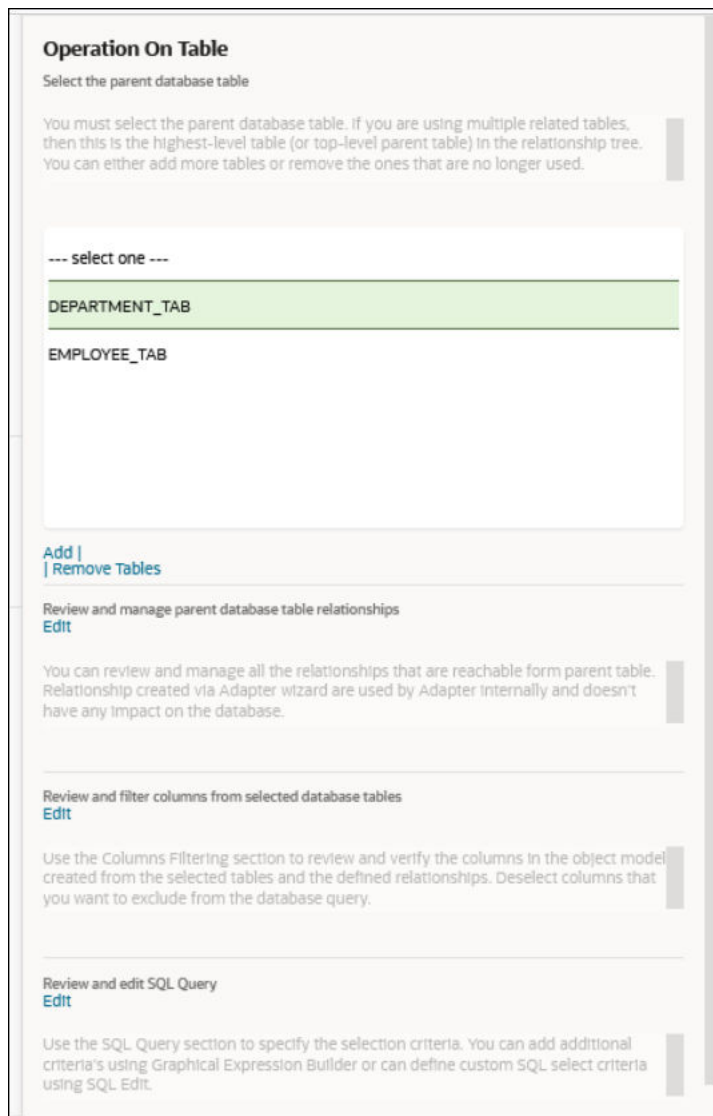 Operation On Table
Select the parent database table
You must select the parent database table. If you are using multiple related tables,
then this is the highest-level table (or top-level parent table) in the relationship tree.
You can either add more tables or remove the ones that are no longer used.
--- select one ---
DEPARTMENT_TAB
EMPLOYEE_TAB
Add |
| Remove Tables
Review and manage parent database table relationships
Edit
You can review and manage all the relationships that are reachable form parent table.
Relationship created via Adapter wizard are used by Adapter internally and doesn't
have any impact on the database.
Review and filter columns from selected database tables
Edit
Use the Columns Filtering section to review and verify the columns in the object model
created from the selected tables and the defined relationships. Deselect columns that
you want to exclude from the database query.
Review and edit SQL Query
Edit
Use the SQL Query section to specify the selection criteria. You can add additional
criteria's using Graphical Expression Builder or can define custom SQL select criteria
using SQL Edit.